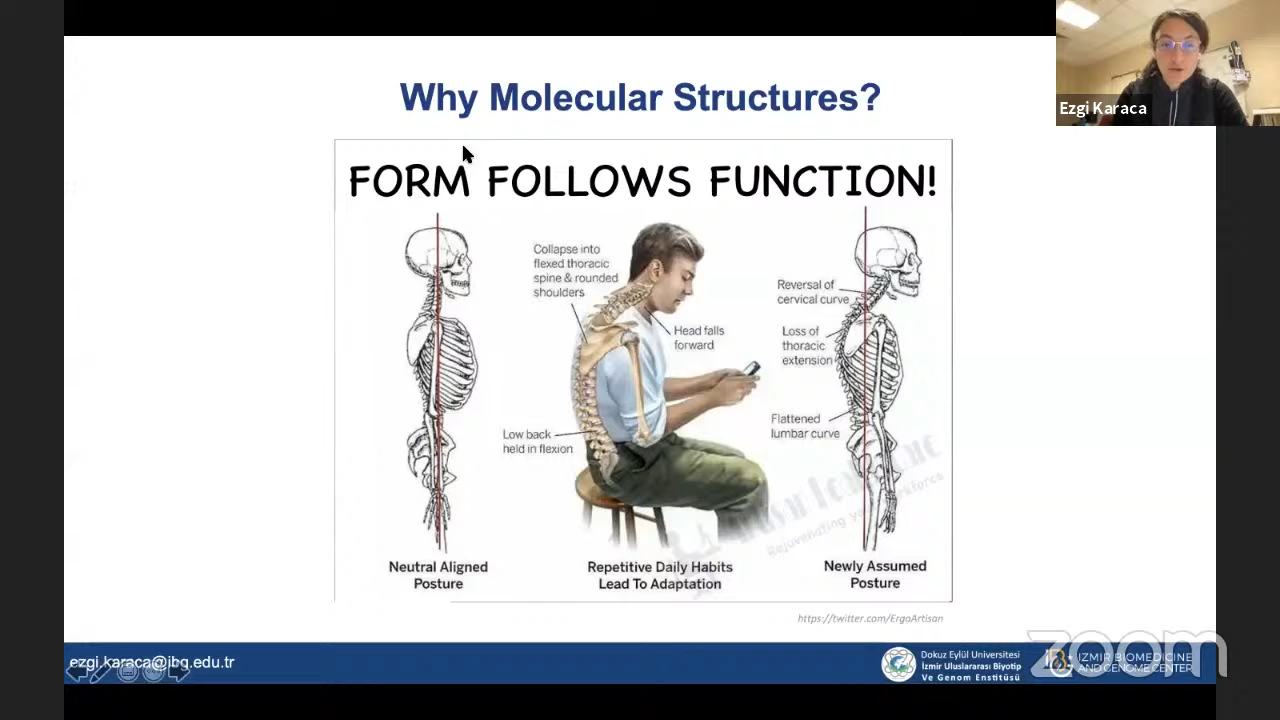 Why Molecular Structures?
Ezgi Karaca
FORM FOLLOWS FUNCTION!
Collapse into
flexed thoracic
spine & rounded
shoulders
Head falls
forward
Low back
held in flexion
Reversal of
cervical curve
Loss of
thoracic
extension
Flattened
lumbar curve
Neutral Aligned
Posture
Repetitive Daily Habits
Lead To Adaptation
Newly Assumed
Posture
https://twitter.com/ErgoArtisan
ezgi.karaca@ibg.edu.tr
Dokuz Eylül Üniversitesi
İzmir Uluslararası Biyotıp
Ve Genom Enstitüsü
IZMIR BIOMEDICINE
AND GENOME CENTER
zoom